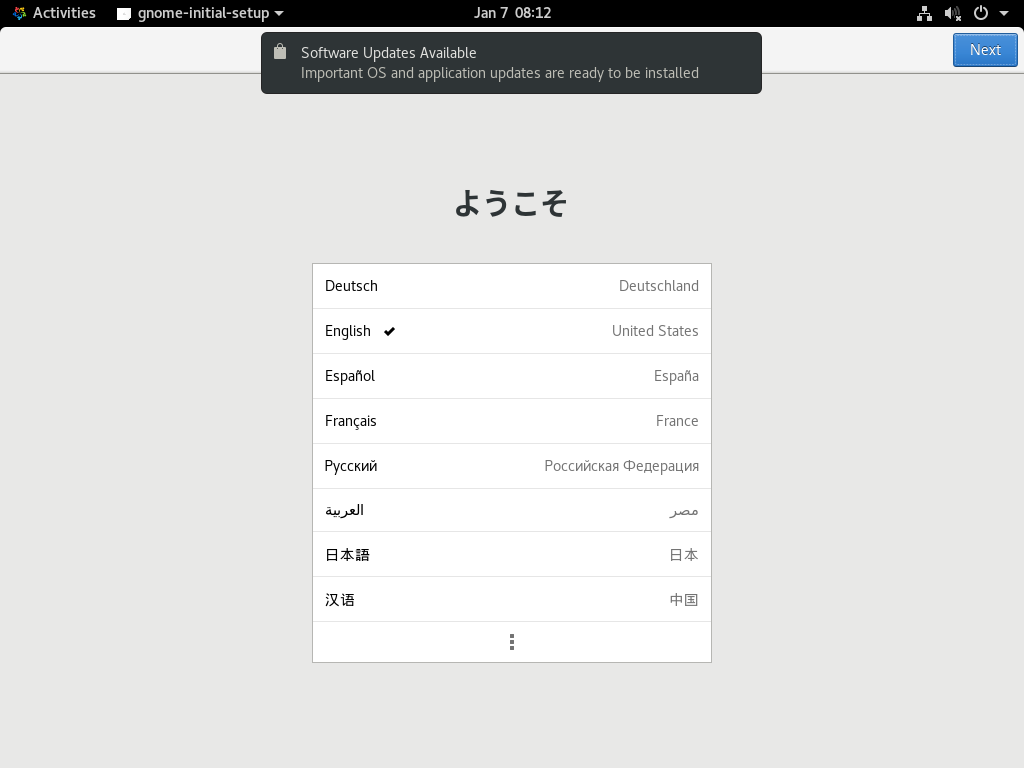 Activities gnome-initial-setup Jan 7 08:12
Software Updates Available
Important OS and application updates are ready to be installed
Next
ようこそ
Deutsch Deutschland
English United States
Español España
Français France
Русский Российская Федерация
العربية مصر
日本語 日本
汉语 中国